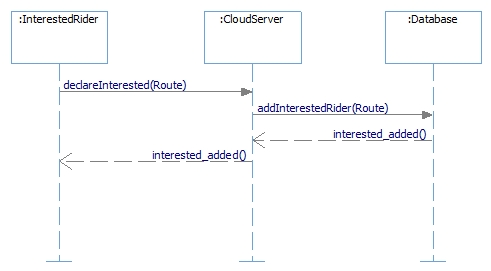 :InterestedRider
:CloudServer
:Database
declareInterested(Route)
addInterestedRider(Route)
interested_added()
interested_added()